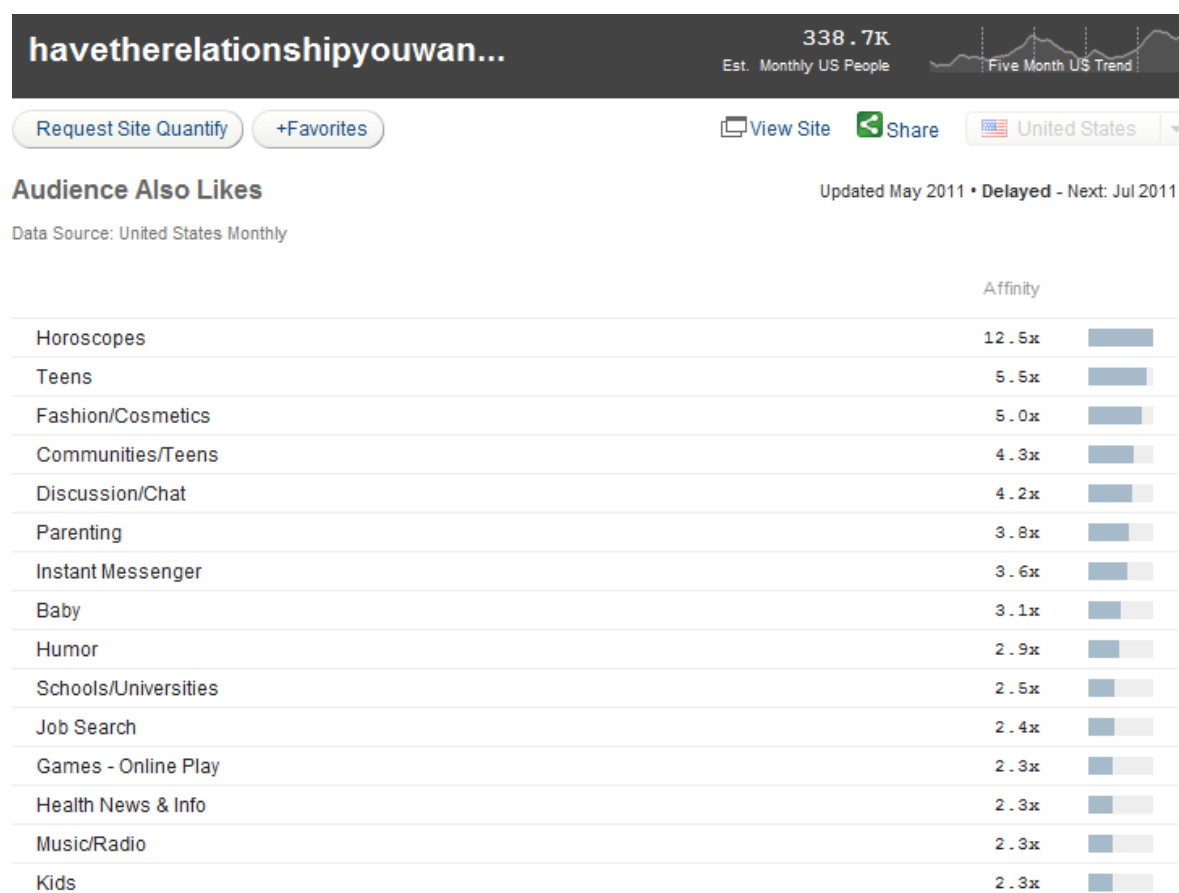 havetherelationshipyouwan...
338.7K
Est. Monthly US People
Five Month US Trend
Request Site Quantify +Favorites View Site Share United States
Audience Also Likes
Updated May 2011 • Delayed - Next: Jul 2011
Data Source: United States Monthly
Affinity
Horoscopes 12.5x
Teens 5.5x
Fashion/Cosmetics 5.0x
Communities/Teens 4.3x
Discussion/Chat 4.2x
Parenting 3.8x
Instant Messenger 3.6x
Baby 3.1x
Humor 2.9x
Schools/Universities 2.5x
Job Search 2.4x
Games - Online Play 2.3x
Health News & Info 2.3x
Music/Radio 2.3x
Kids 2.3x